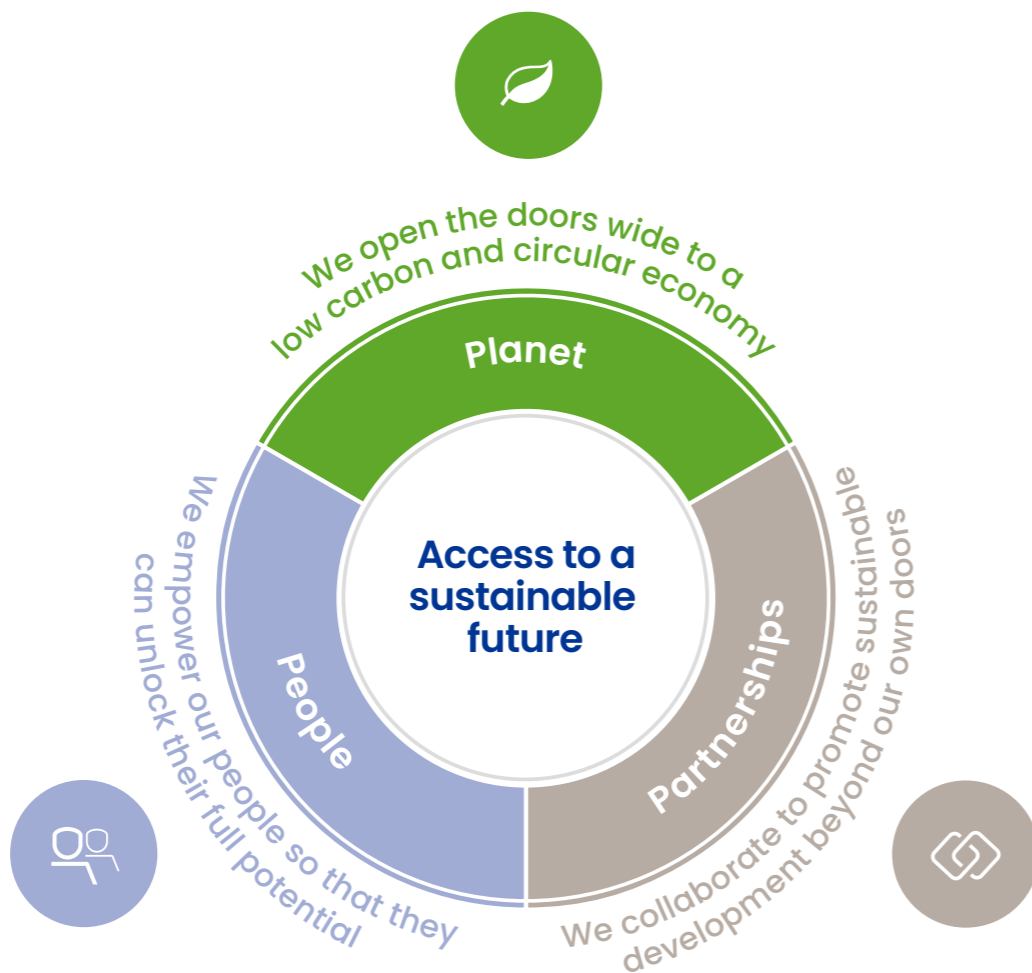 We open the doors wide to a
low carbon and circular economy
Planet
Access to a
sustainable
future
People
We empower our people so that they
can unlock their full potential
Partnerships
We collaborate to promote sustainable
development beyond our own doors